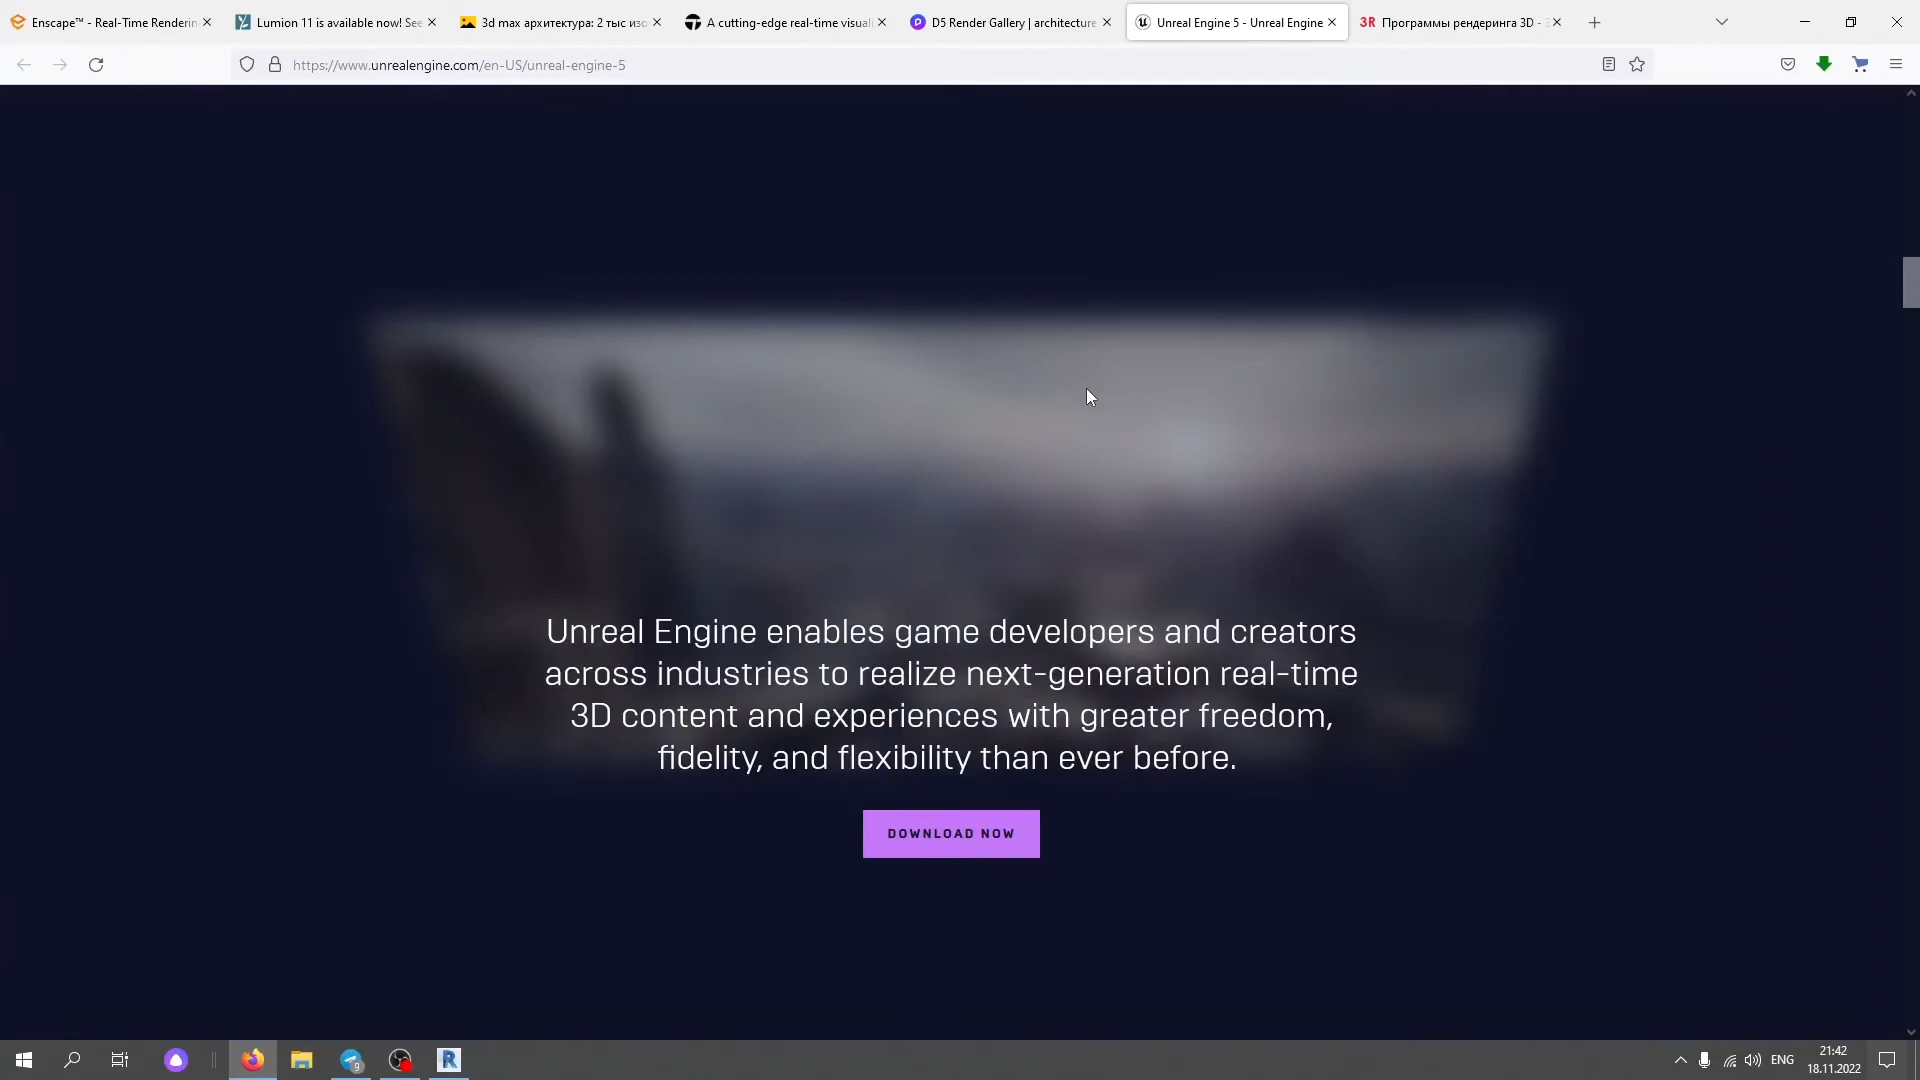 Enscape™ - Real-Time Renderin
Lumion 11 is available now! See
3d max архитектура: 2 тыс изо
A cutting-edge real-time visuali
D5 Render Gallery | architecture
Unreal Engine 5 - Unreal Engine
3R Программы рендеринга 3D - 3
https://www.unrealengine.com/en-US/unreal-engine-5
Unreal Engine enables game developers and creators
across industries to realize next-generation real-time
3D content and experiences with greater freedom,
fidelity, and flexibility than ever before.
DOWNLOAD NOW
9
R
ENG
21:42
18.11.2022